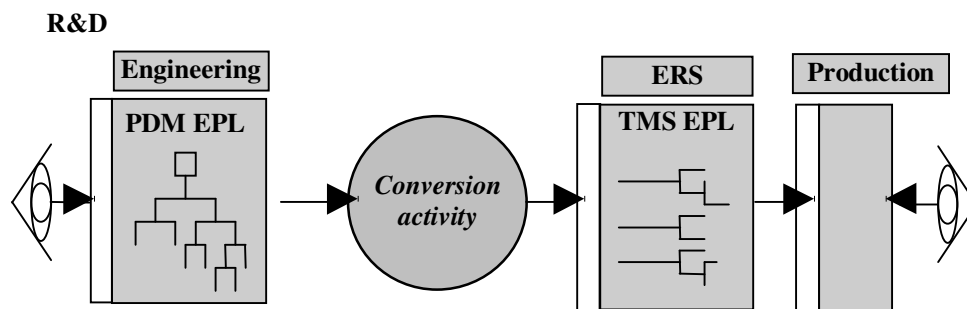 R&D
Engineering
ERS
Production
PDM EPL
TMS EPL
Conversion
activity